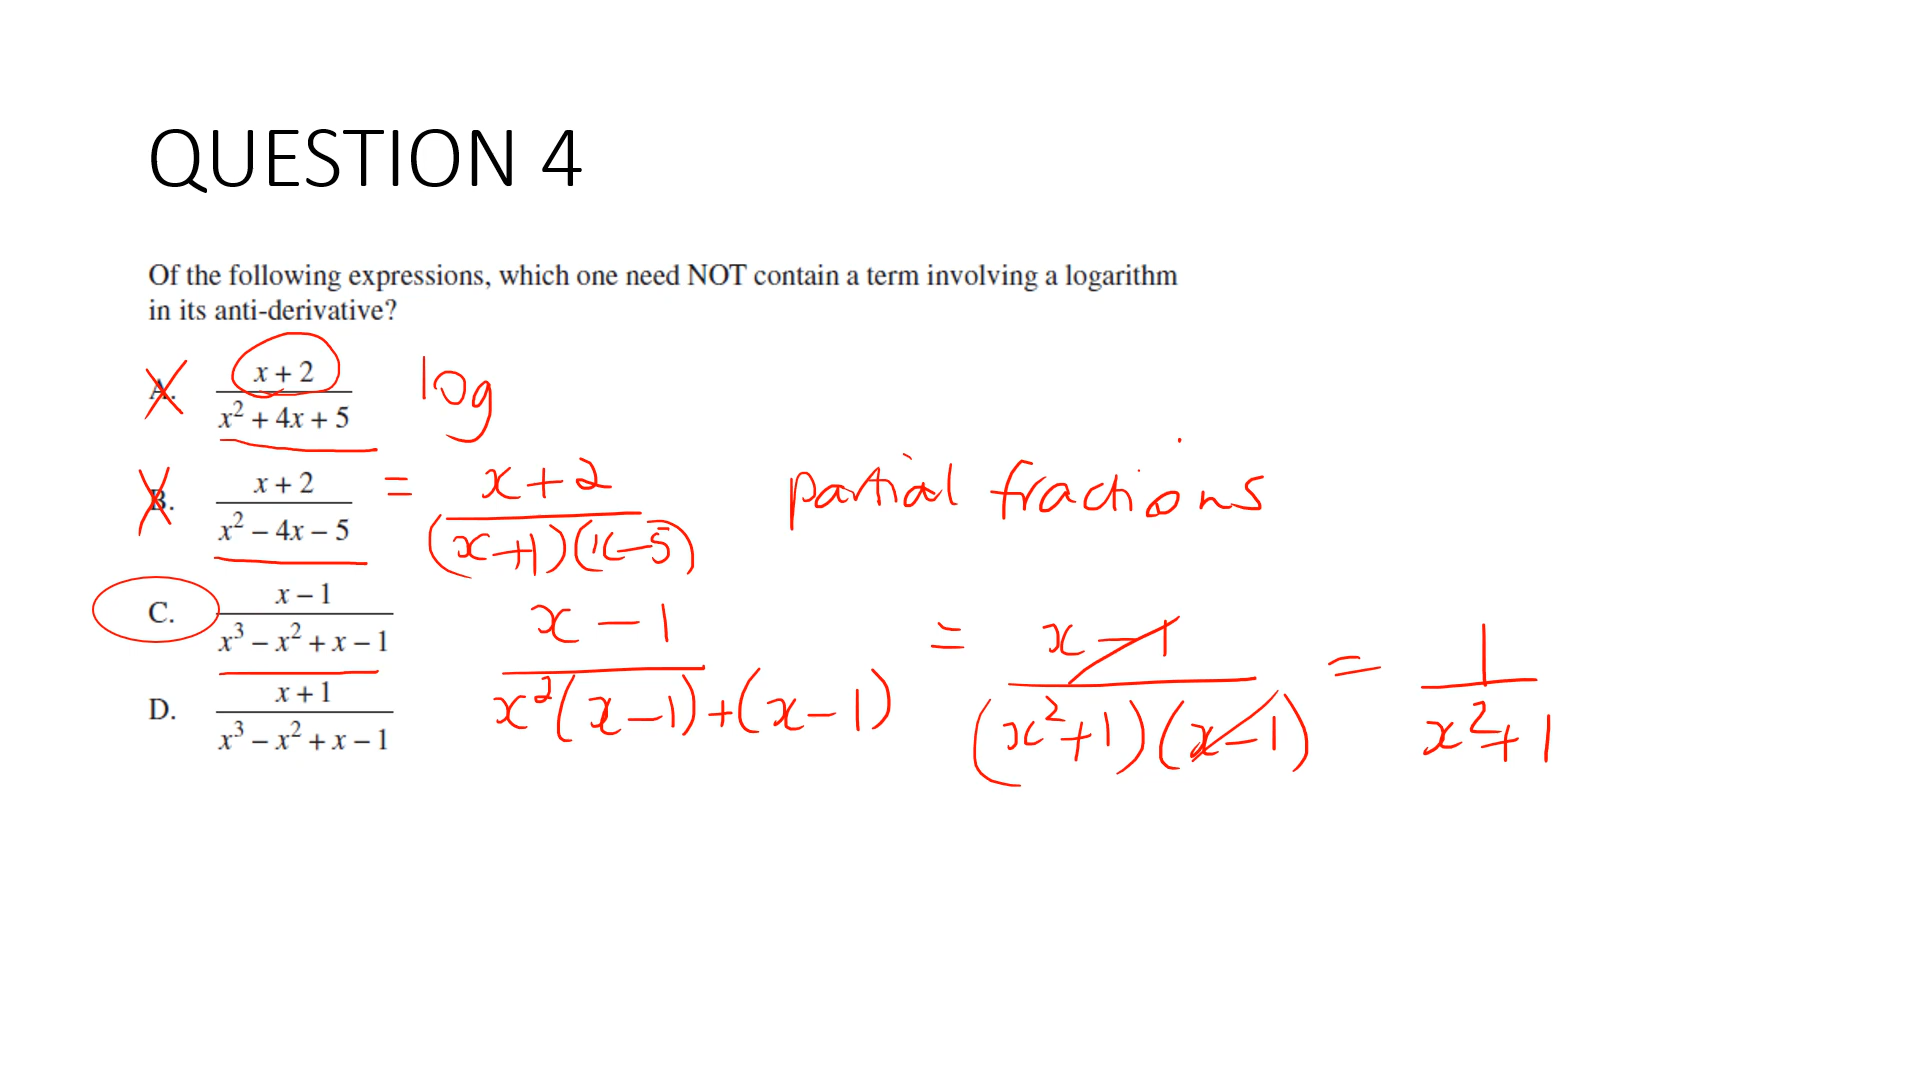 QUESTION 4
Of the following expressions, which one need NOT contain a term involving a logarithm
in its anti-derivative?
A. (x + 2)/(x² + 4x + 5) log
B. (x + 2)/(x² – 4x – 5) = (x+2)/((x+1)(x–5)) partial fractions
C. (x – 1)/(x³ – x² + x – 1) (x – 1)/(x²(x–1)+(x–1)) = (x–1)/((x²+1)(x–1)) = 1/(x²+1)
D. (x + 1)/(x³ – x² + x – 1)